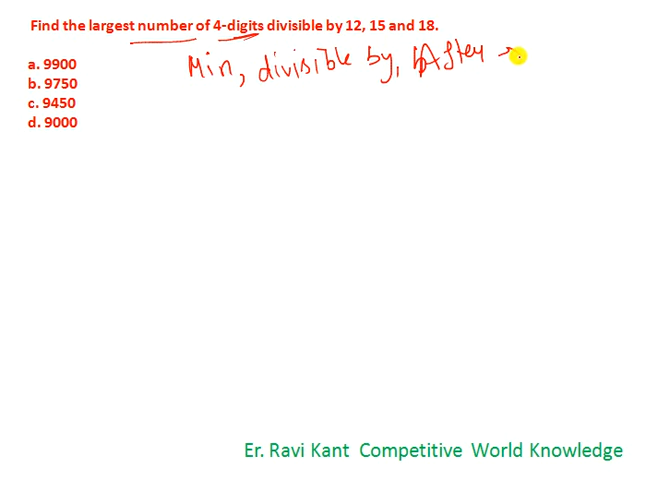 Find the largest number of 4-digits divisible by 12, 15 and 18.
Min, divisible by, After →
a. 9900
b. 9750
c. 9450
d. 9000
Er. Ravi Kant Competitive World Knowledge